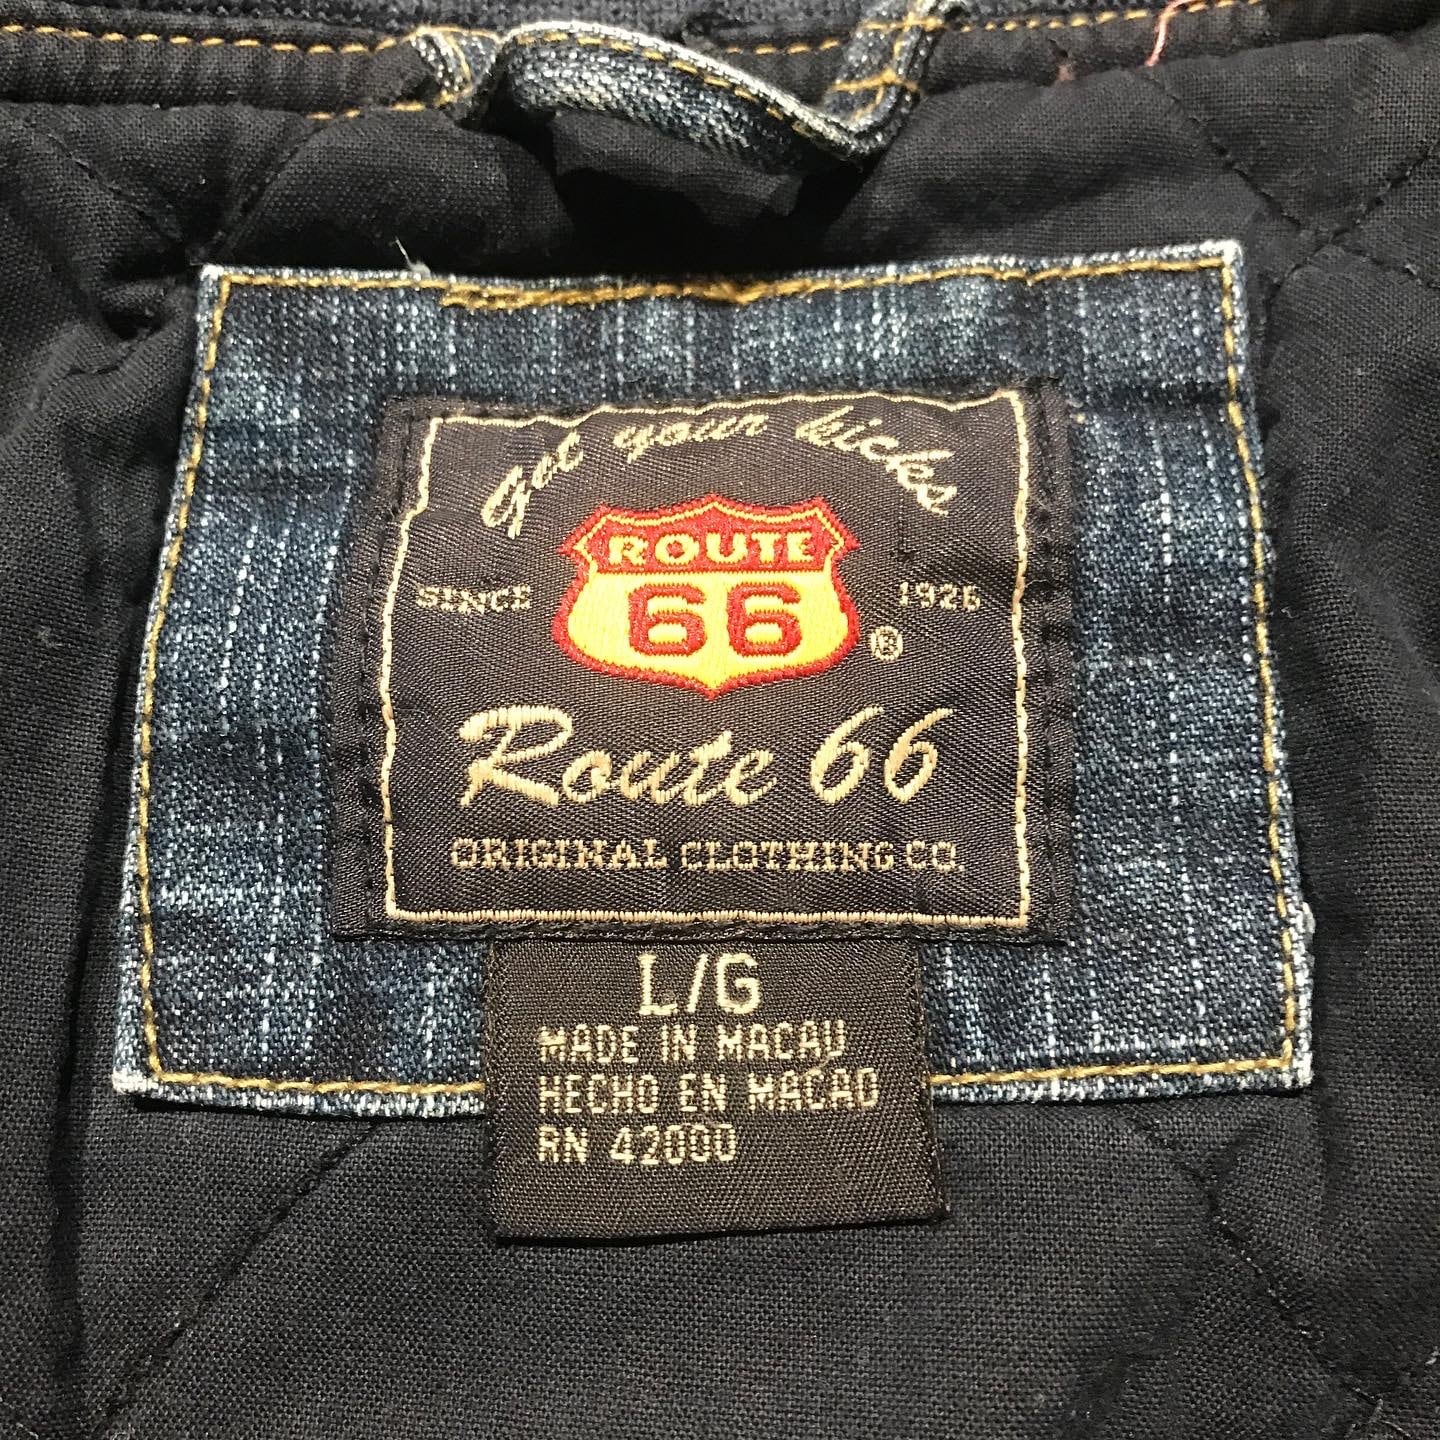 Get your kicks
ROUTE
66
SINCE 1926
®
Route 66
ORIGINAL CLOTHING CO.
L/G
MADE IN MACAU
HECHO EN MACAO
RN 42000